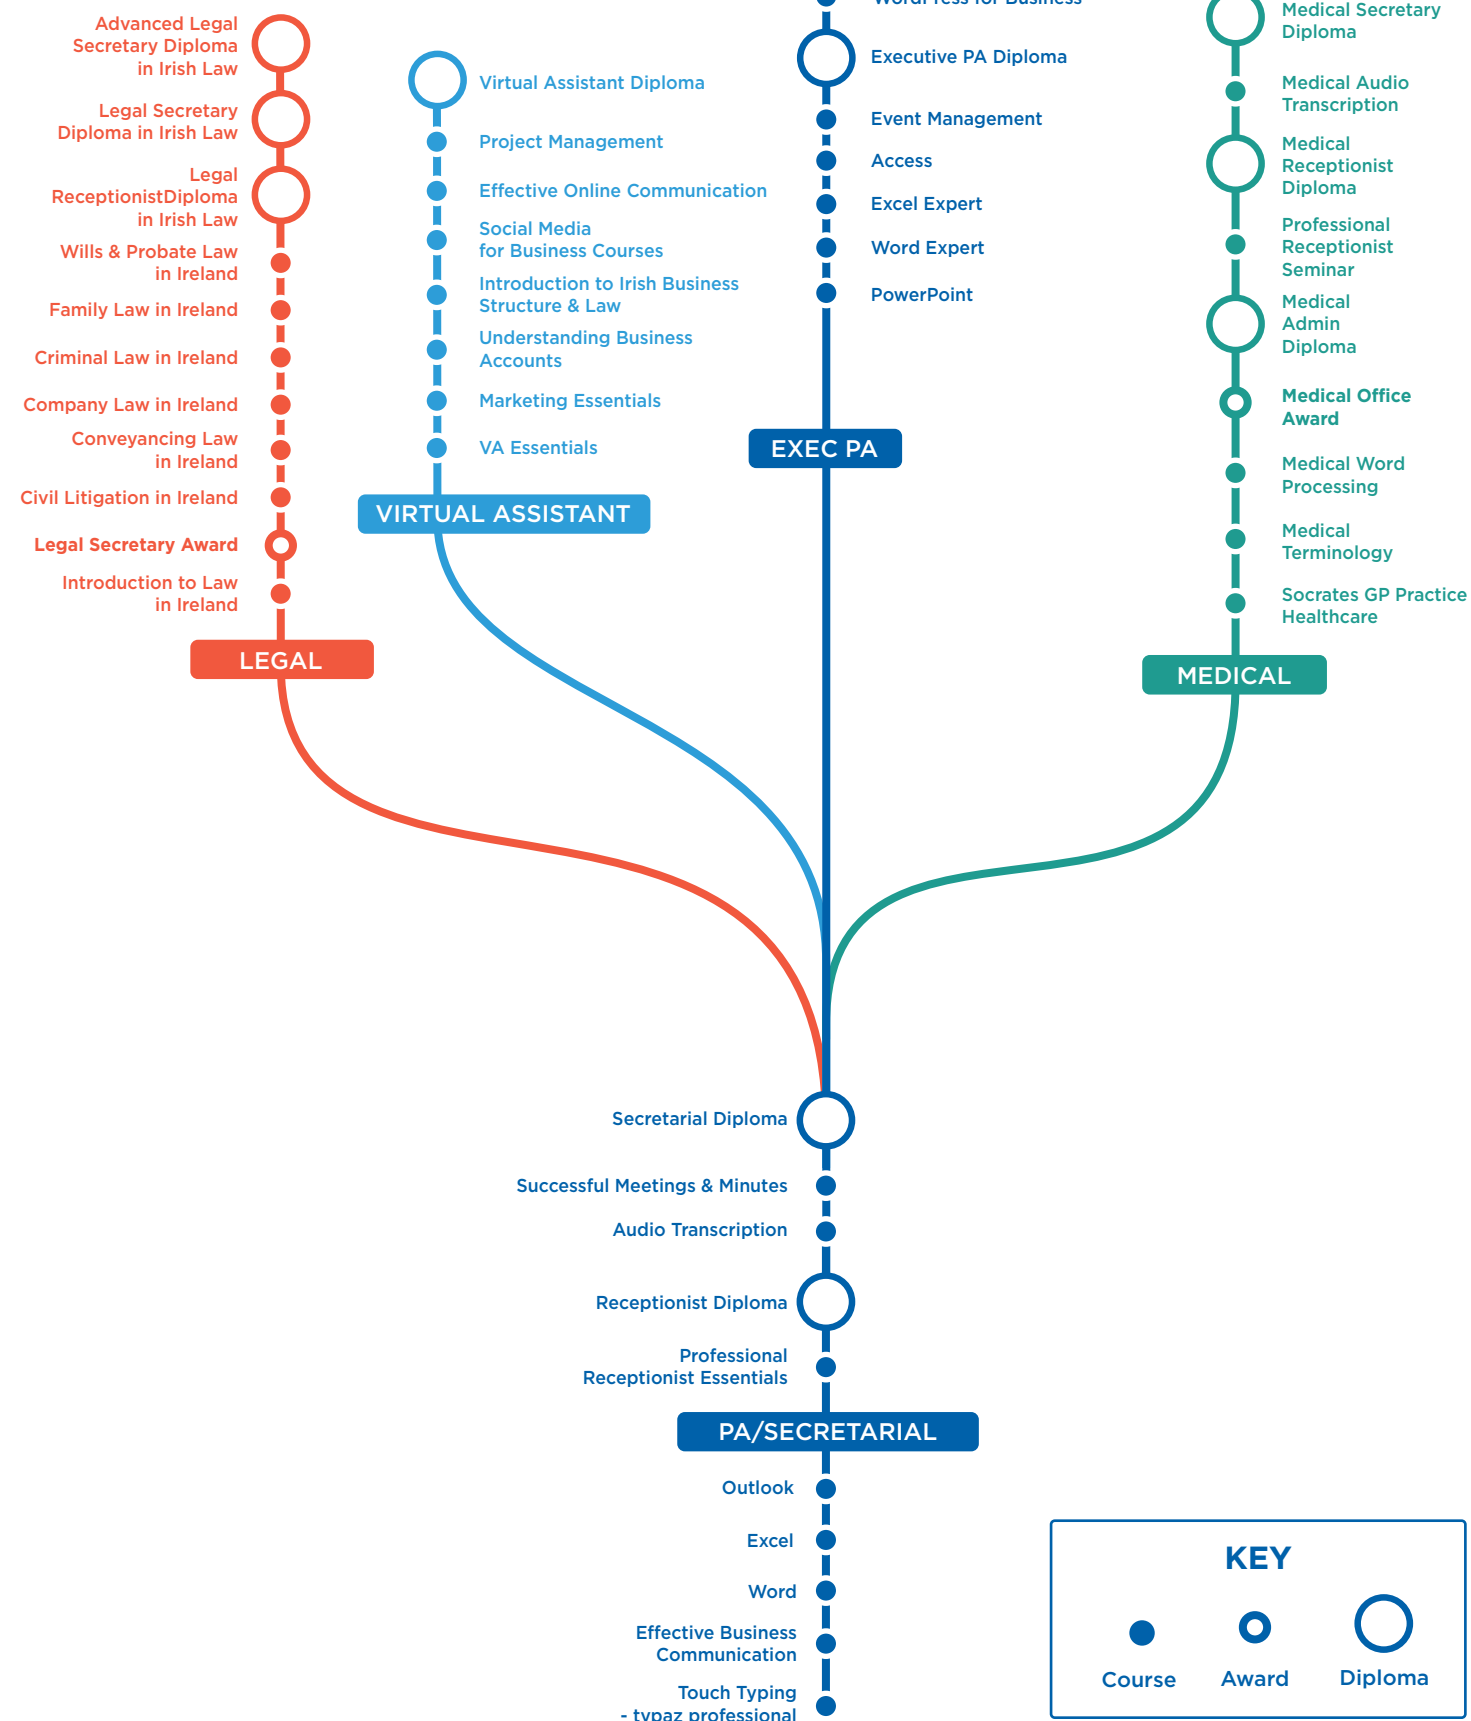 Advanced Legal
Secretary Diploma
in Irish Law
Legal Secretary
Diploma in Irish Law
Legal
ReceptionistDiploma
in Irish Law
Wills & Probate Law
in Ireland
Family Law in Ireland
Criminal Law in Ireland
Company Law in Ireland
Conveyancing Law
in Ireland
Civil Litigation in Ireland
Legal Secretary Award
Introduction to Law
in Ireland
LEGAL
Virtual Assistant Diploma
Project Management
Effective Online Communication
Social Media
for Business Courses
Introduction to Irish Business
Structure & Law
Understanding Business
Accounts
Marketing Essentials
VA Essentials
VIRTUAL ASSISTANT
WordPress for Business
Executive PA Diploma
Event Management
Access
Excel Expert
Word Expert
PowerPoint
EXEC PA
Medical Secretary
Diploma
Medical Audio
Transcription
Medical
Receptionist
Diploma
Professional
Receptionist
Seminar
Medical
Admin
Diploma
Medical Office
Award
Medical Word
Processing
Medical
Terminology
Socrates GP Practice
Healthcare
MEDICAL
Secretarial Diploma
Successful Meetings & Minutes
Audio Transcription
Receptionist Diploma
Professional
Receptionist Essentials
PA/SECRETARIAL
Outlook
Excel
Word
Effective Business
Communication
Touch Typing
- typaz professional
KEY
Course
Award
Diploma